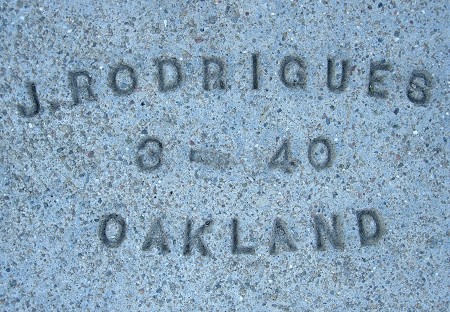 J. RODRIGUES
3 — 40
OAKLAND